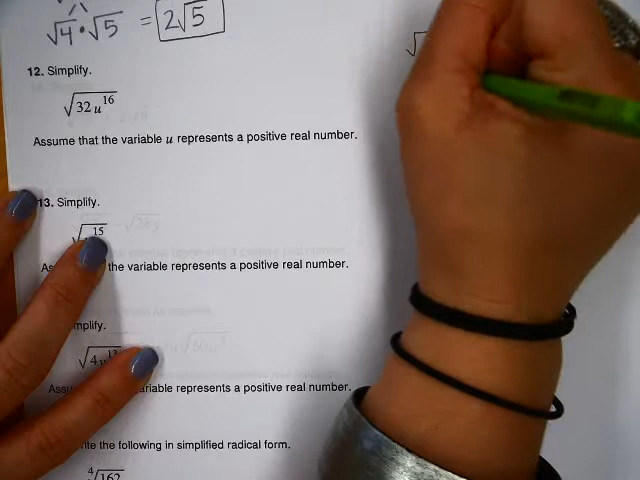 √4 • √5 = 2√5
12. Simplify.
√32 u^16
Assume that the variable u represents a positive real number.
13. Simplify.
15
the variable represents a positive real number.
mplify.
√4
ariable represents a positive real number.
the following in simplified radical form.
4√162